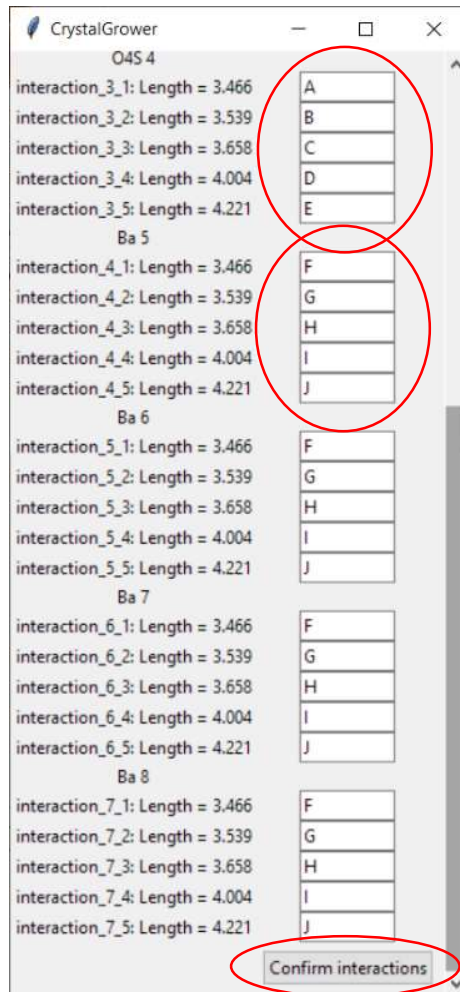 CrystalGrower
O4S 4
interaction_3_1: Length = 3.466 A
interaction_3_2: Length = 3.539 B
interaction_3_3: Length = 3.658 C
interaction_3_4: Length = 4.004 D
interaction_3_5: Length = 4.221 E
Ba 5
interaction_4_1: Length = 3.466 F
interaction_4_2: Length = 3.539 G
interaction_4_3: Length = 3.658 H
interaction_4_4: Length = 4.004 I
interaction_4_5: Length = 4.221 J
Ba 6
interaction_5_1: Length = 3.466 F
interaction_5_2: Length = 3.539 G
interaction_5_3: Length = 3.658 H
interaction_5_4: Length = 4.004 I
interaction_5_5: Length = 4.221 J
Ba 7
interaction_6_1: Length = 3.466 F
interaction_6_2: Length = 3.539 G
interaction_6_3: Length = 3.658 H
interaction_6_4: Length = 4.004 I
interaction_6_5: Length = 4.221 J
Ba 8
interaction_7_1: Length = 3.466 F
interaction_7_2: Length = 3.539 G
interaction_7_3: Length = 3.658 H
interaction_7_4: Length = 4.004 I
interaction_7_5: Length = 4.221 J
Confirm interactions